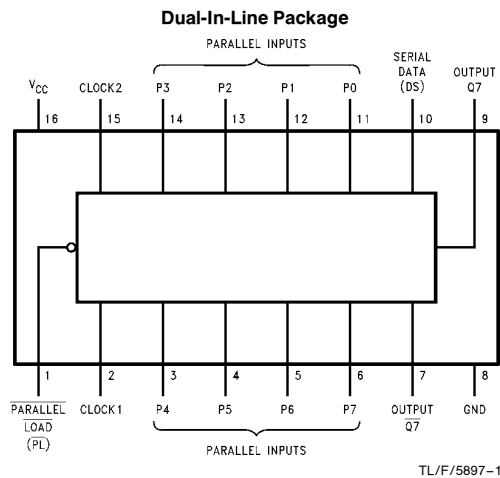 Dual-In-Line Package
PARALLEL INPUTS
SERIAL
DATA
(DS)
OUTPUT
Q7
VCC
CLOCK2
P3
P2
P1
P0
16
15
14
13
12
11
10
9
1
2
3
4
5
6
7
8
PARALLEL
LOAD
(PL)
CLOCK1
P4
P5
P6
P7
OUTPUT
Q7
GND
PARALLEL INPUTS
TL/F/5897–1